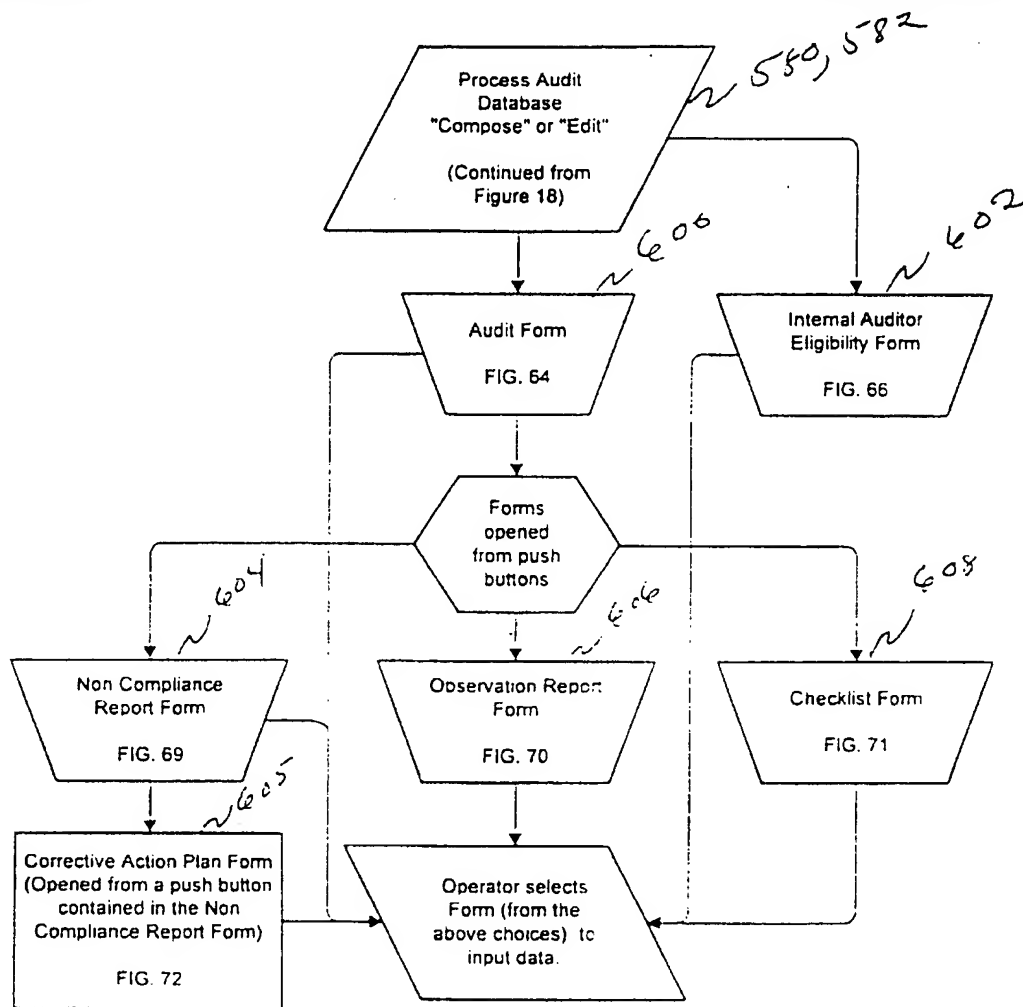 Process Audit
Database
"Compose" or "Edit"
(Continued from
Figure 18)
580, 582
600
602
Audit Form
FIG. 64
Internal Auditor
Eligibility Form
FIG. 66
Forms
opened
from push
buttons
604
606
608
Non Compliance
Report Form
FIG. 69
Observation Report
Form
FIG. 70
Checklist Form
FIG. 71
605
Corrective Action Plan Form
(Opened from a push button
contained in the Non
Compliance Report Form)
FIG. 72
Operator selects
Form (from the
above choices) to
input data.